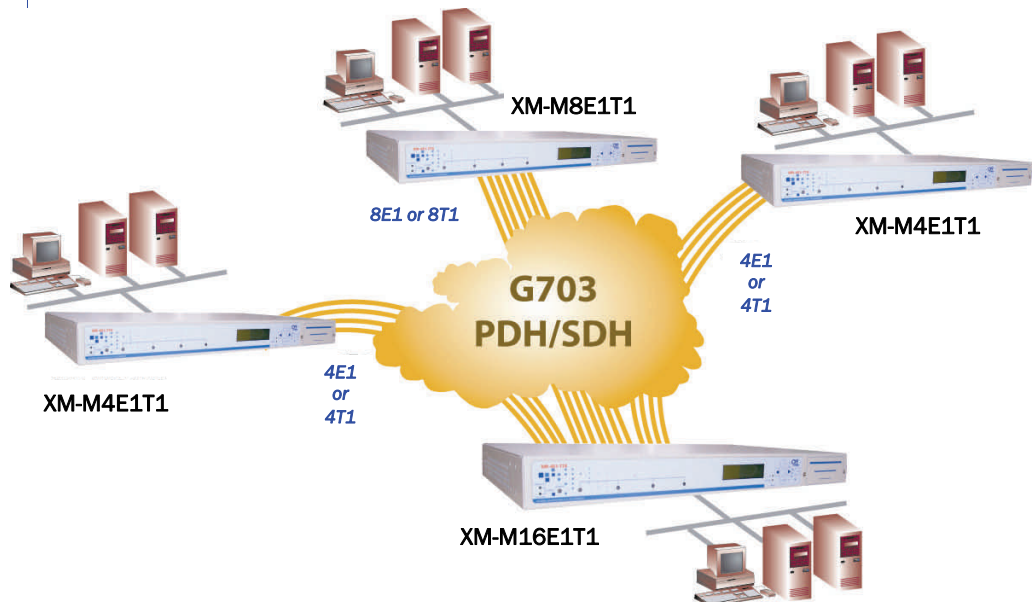 XM-M8E1T1
8E1 or 8T1
XM-M4E1T1
4E1
or
4T1
G703
PDH/SDH
4E1
or
4T1
XM-M4E1T1
XM-M16E1T1